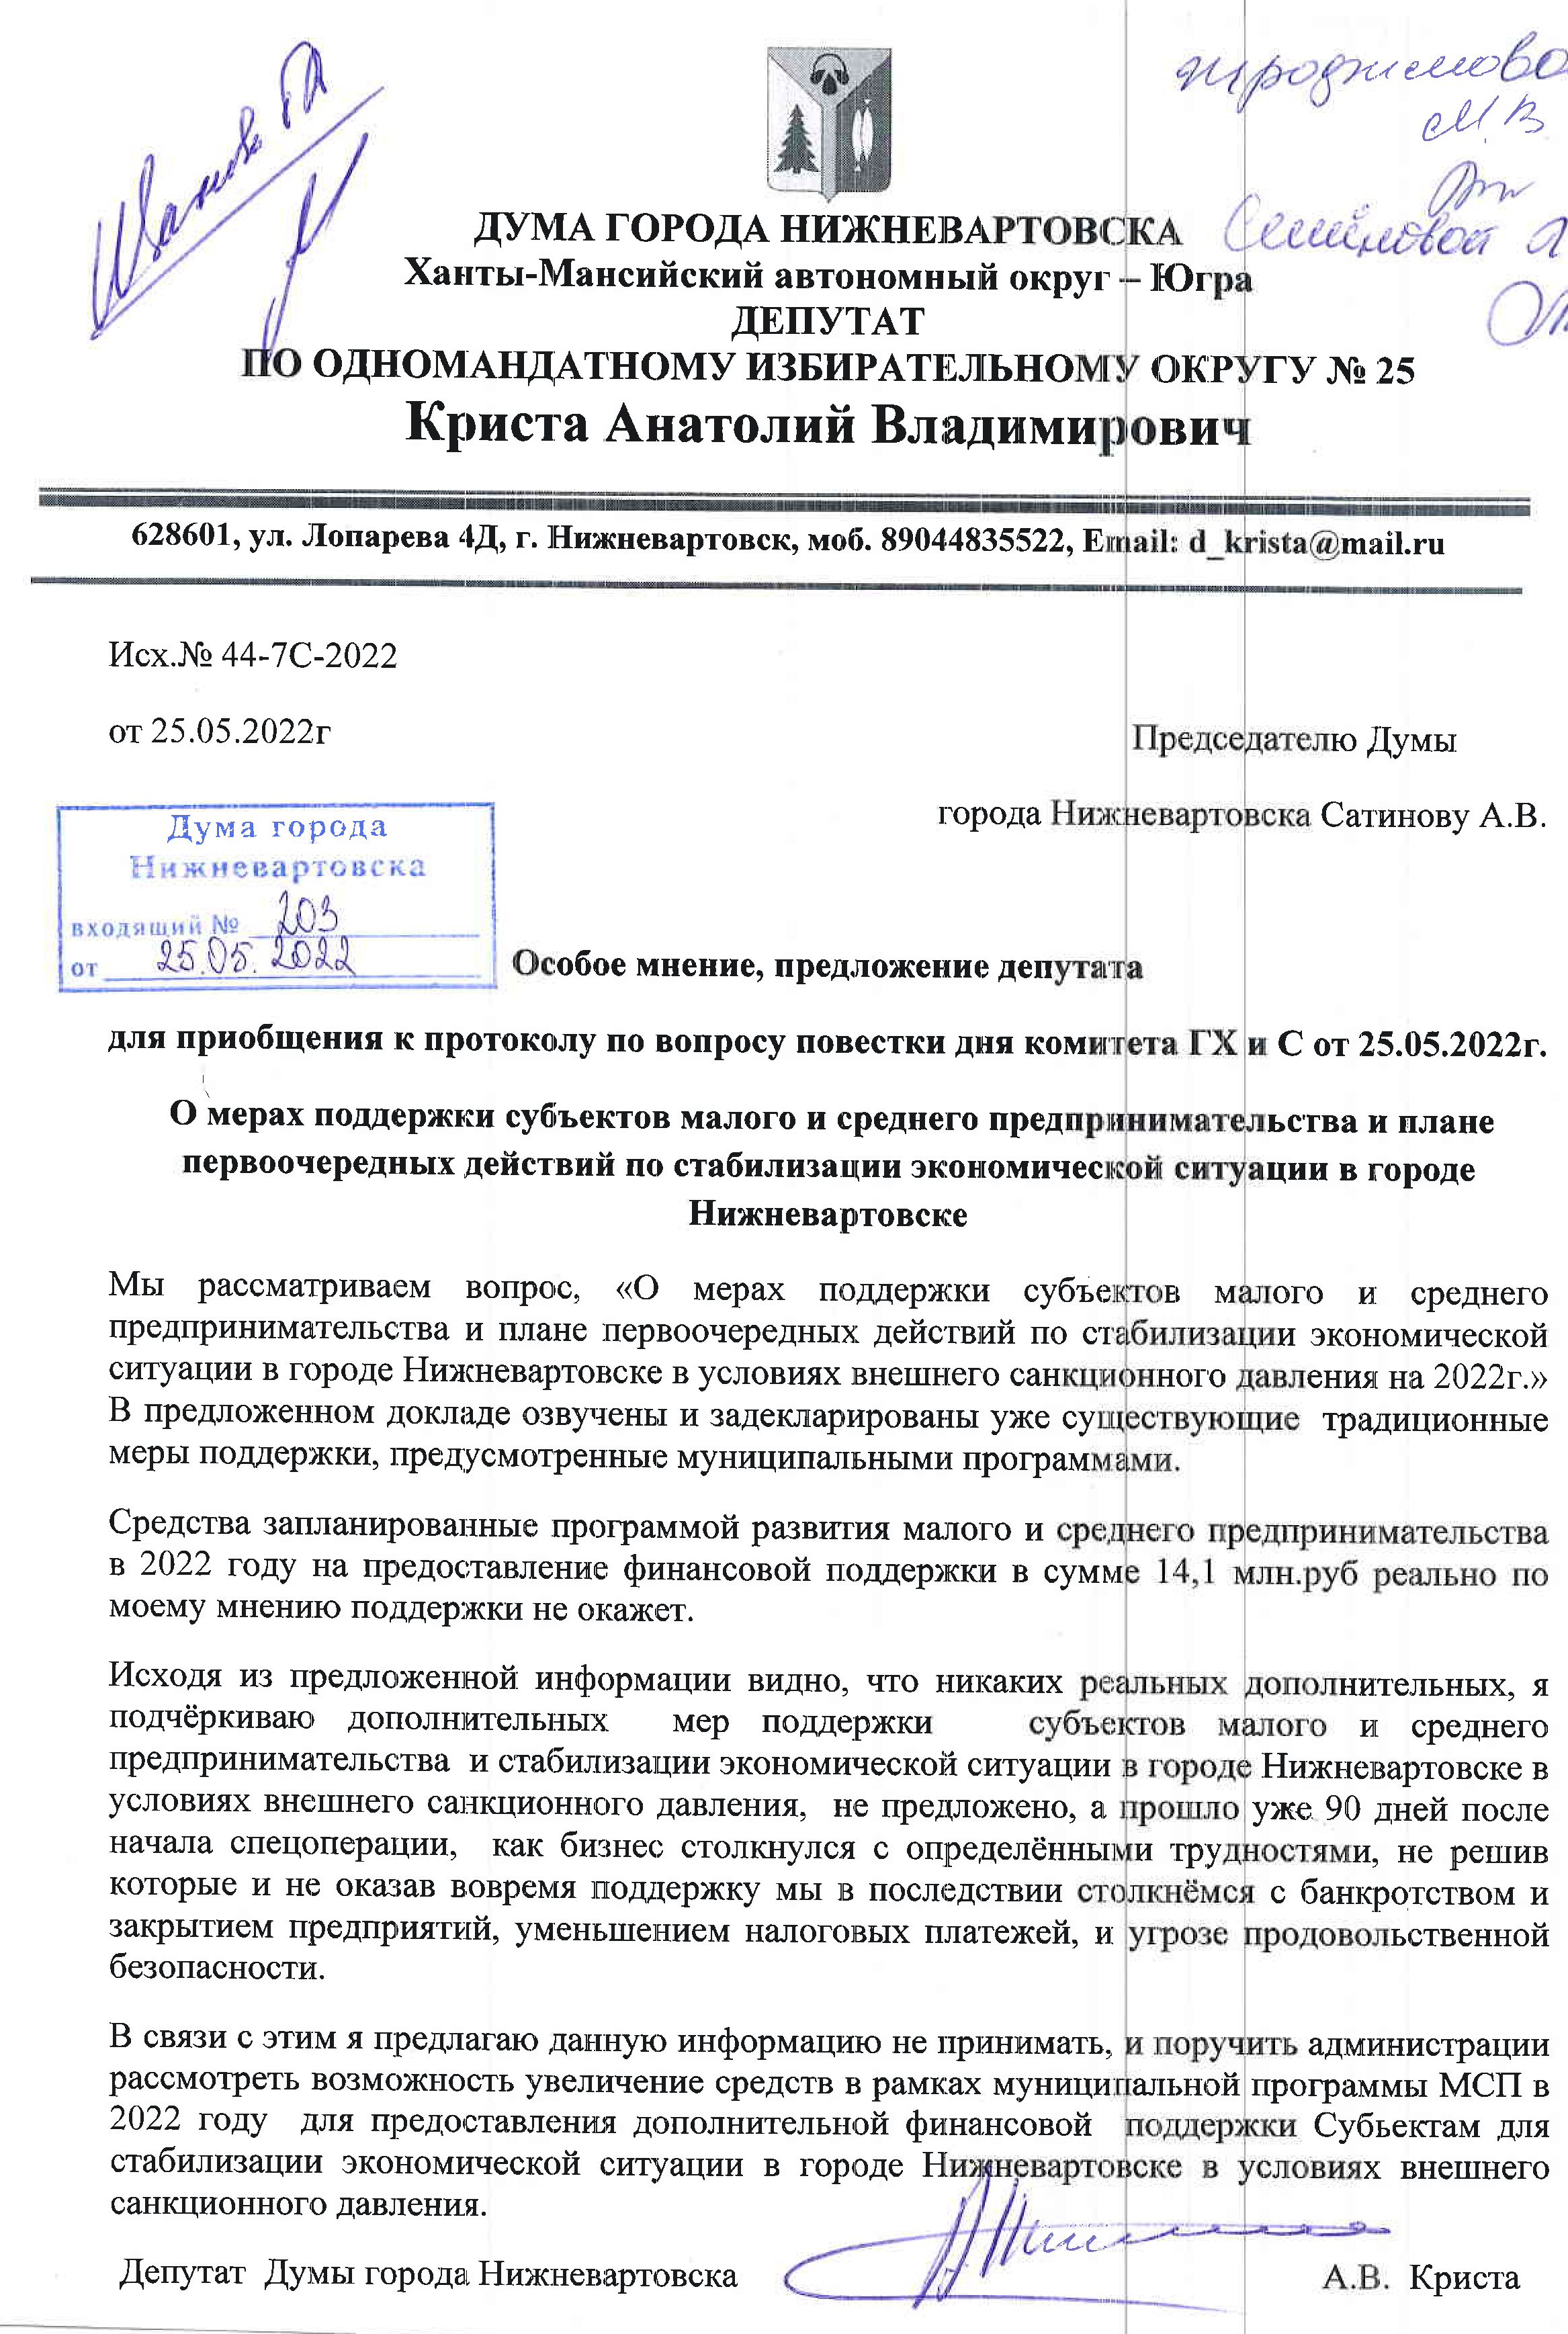 М.В.
ДУМА ГОРОДА НИЖНЕВАРТОВСКА
Семёновой
Ханты-Мансийский автономный округ – Югра
ДЕПУТАТ
ПО ОДНОМАНДАТНОМУ ИЗБИРАТЕЛЬНОМУ ОКРУГУ № 25
Криста Анатолий Владимирович
628601, ул. Лопарева 4Д, г. Нижневартовск, моб. 89044835522, Email: d_krista@mail.ru
Исх.№ 44-7С-2022
от 25.05.2022г
Председателю Думы
города Нижневартовска Сатинову А.В.
Дума города
Нижневартовска
входящий № 203
от 25.05.2022
Особое мнение, предложение депутата
для приобщения к протоколу по вопросу повестки дня комитета ГХ и С от 25.05.2022г.
О мерах поддержки субъектов малого и среднего предпринимательства и плане
первоочередных действий по стабилизации экономической ситуации в городе
Нижневартовске
Мы рассматриваем вопрос, «О мерах поддержки субъектов малого и среднего
предпринимательства и плане первоочередных действий по стабилизации экономической
ситуации в городе Нижневартовске в условиях внешнего санкционного давления на 2022г.»
В предложенном докладе озвучены и задекларированы уже существующие традиционные
меры поддержки, предусмотренные муниципальными программами.
Средства запланированные программой развития малого и среднего предпринимательства
в 2022 году на предоставление финансовой поддержки в сумме 14,1 млн.руб реально по
моему мнению поддержки не окажет.
Исходя из предложенной информации видно, что никаких реальных дополнительных, я
подчёркиваю дополнительных мер поддержки субъектов малого и среднего
предпринимательства и стабилизации экономической ситуации в городе Нижневартовске в
условиях внешнего санкционного давления, не предложено, а прошло уже 90 дней после
начала спецоперации, как бизнес столкнулся с определёнными трудностями, не решив
которые и не оказав вовремя поддержку мы в последствии столкнёмся с банкротством и
закрытием предприятий, уменьшением налоговых платежей, и угрозе продовольственной
безопасности.
В связи с этим я предлагаю данную информацию не принимать, и поручить администрации
рассмотреть возможность увеличение средств в рамках муниципальной программы МСП в
2022 году для предоставления дополнительной финансовой поддержки Субьектам для
стабилизации экономической ситуации в городе Нижневартовске в условиях внешнего
санкционного давления.
Депутат Думы города Нижневартовска
А.В. Криста